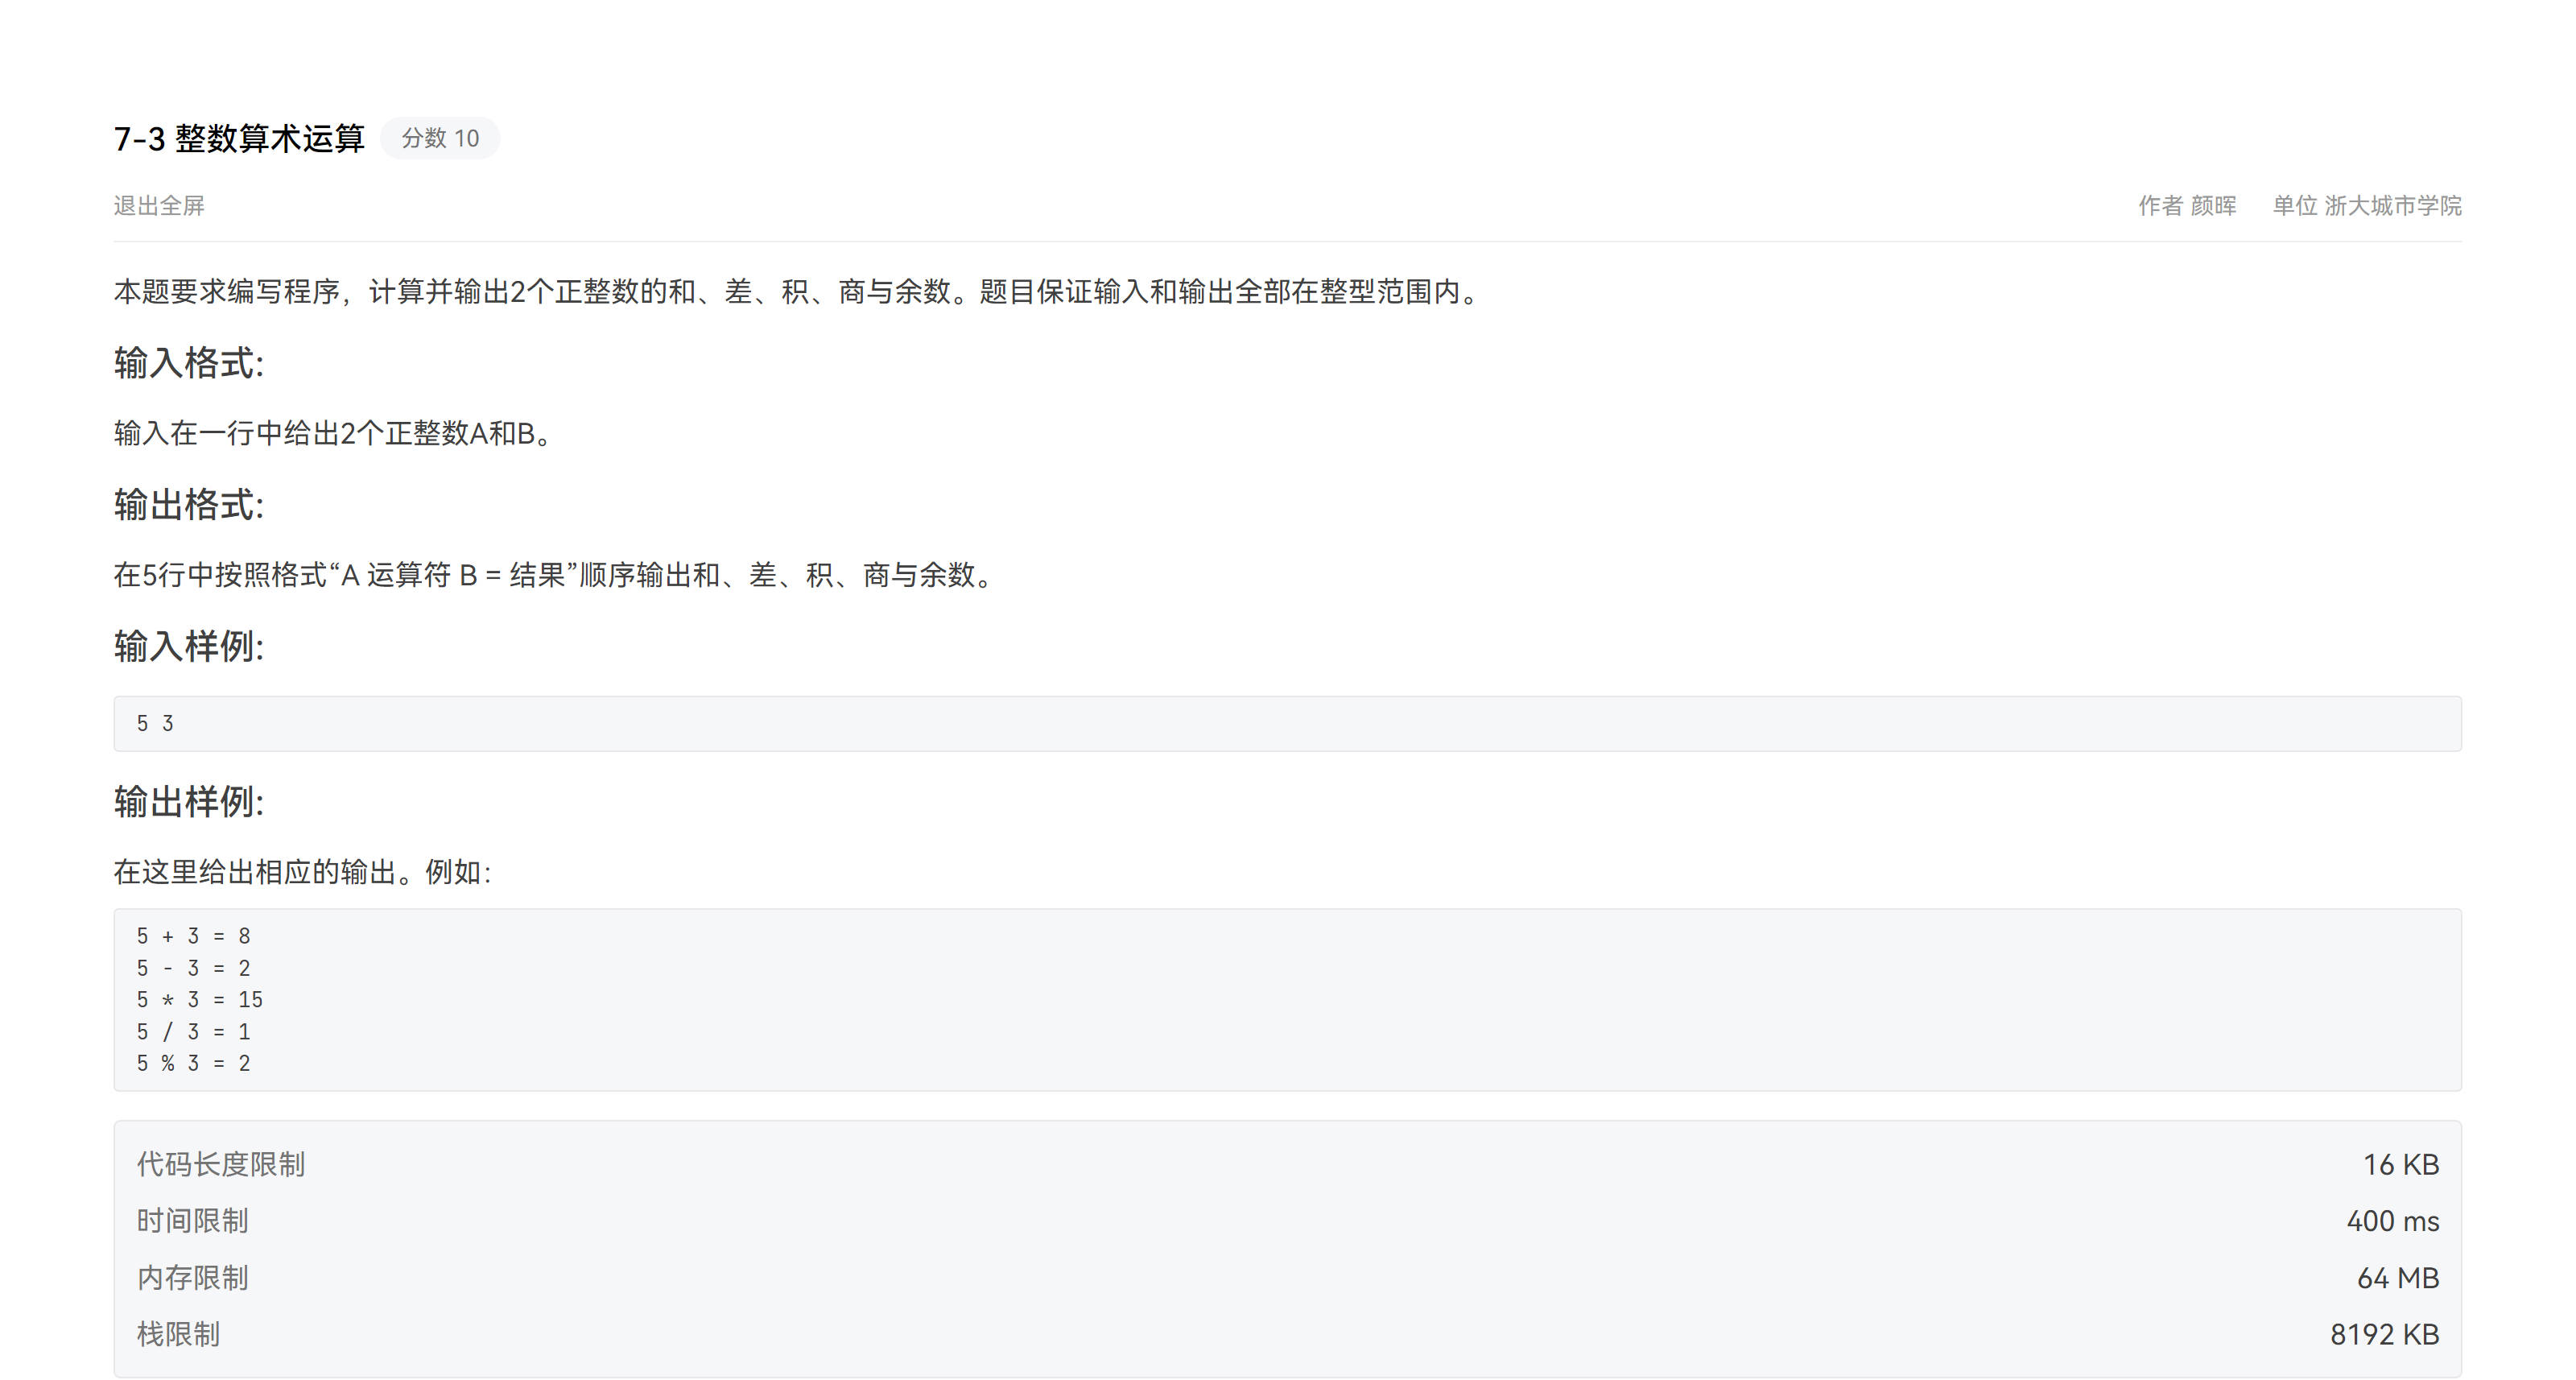 7-3 整数算术运算 分数 10
退出全屏 作者 颜晖 单位 浙大城市学院
本题要求编写程序，计算并输出2个正整数的和、差、积、商与余数。题目保证输入和输出全部在整型范围内。
输入格式:
输入在一行中给出2个正整数A和B。
输出格式:
在5行中按照格式“A 运算符 B = 结果”顺序输出和、差、积、商与余数。
输入样例:
5 3
输出样例:
在这里给出相应的输出。例如：
5 + 3 = 8
5 - 3 = 2
5 * 3 = 15
5 / 3 = 1
5 % 3 = 2
代码长度限制 16 KB
时间限制 400 ms
内存限制 64 MB
栈限制 8192 KB